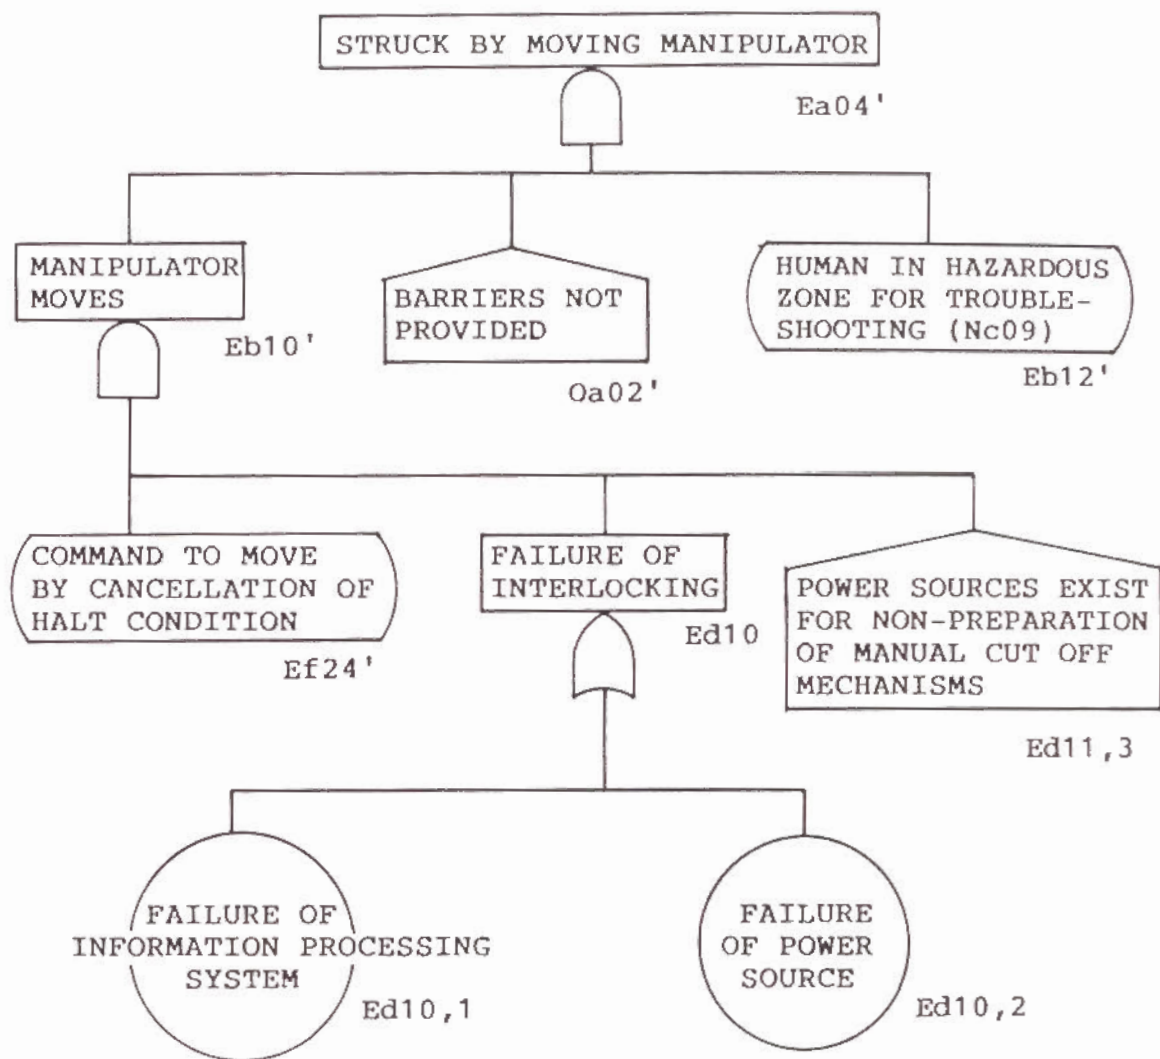 STRUCK BY MOVING MANIPULATOR
Ea04'
MANIPULATOR
MOVES
Eb10'
BARRIERS NOT
PROVIDED
Oa02'
HUMAN IN HAZARDOUS
ZONE FOR TROUBLE-
SHOOTING (Nc09)
Eb12'
COMMAND TO MOVE
BY CANCELLATION OF
HALT CONDITION
Ef24'
FAILURE OF
INTERLOCKING
Ed10
POWER SOURCES EXIST
FOR NON-PREPARATION
OF MANUAL CUT OFF
MECHANISMS
Ed11,3
FAILURE OF
INFORMATION PROCESSING
SYSTEM
Ed10,1
FAILURE
OF POWER
SOURCE
Ed10,2